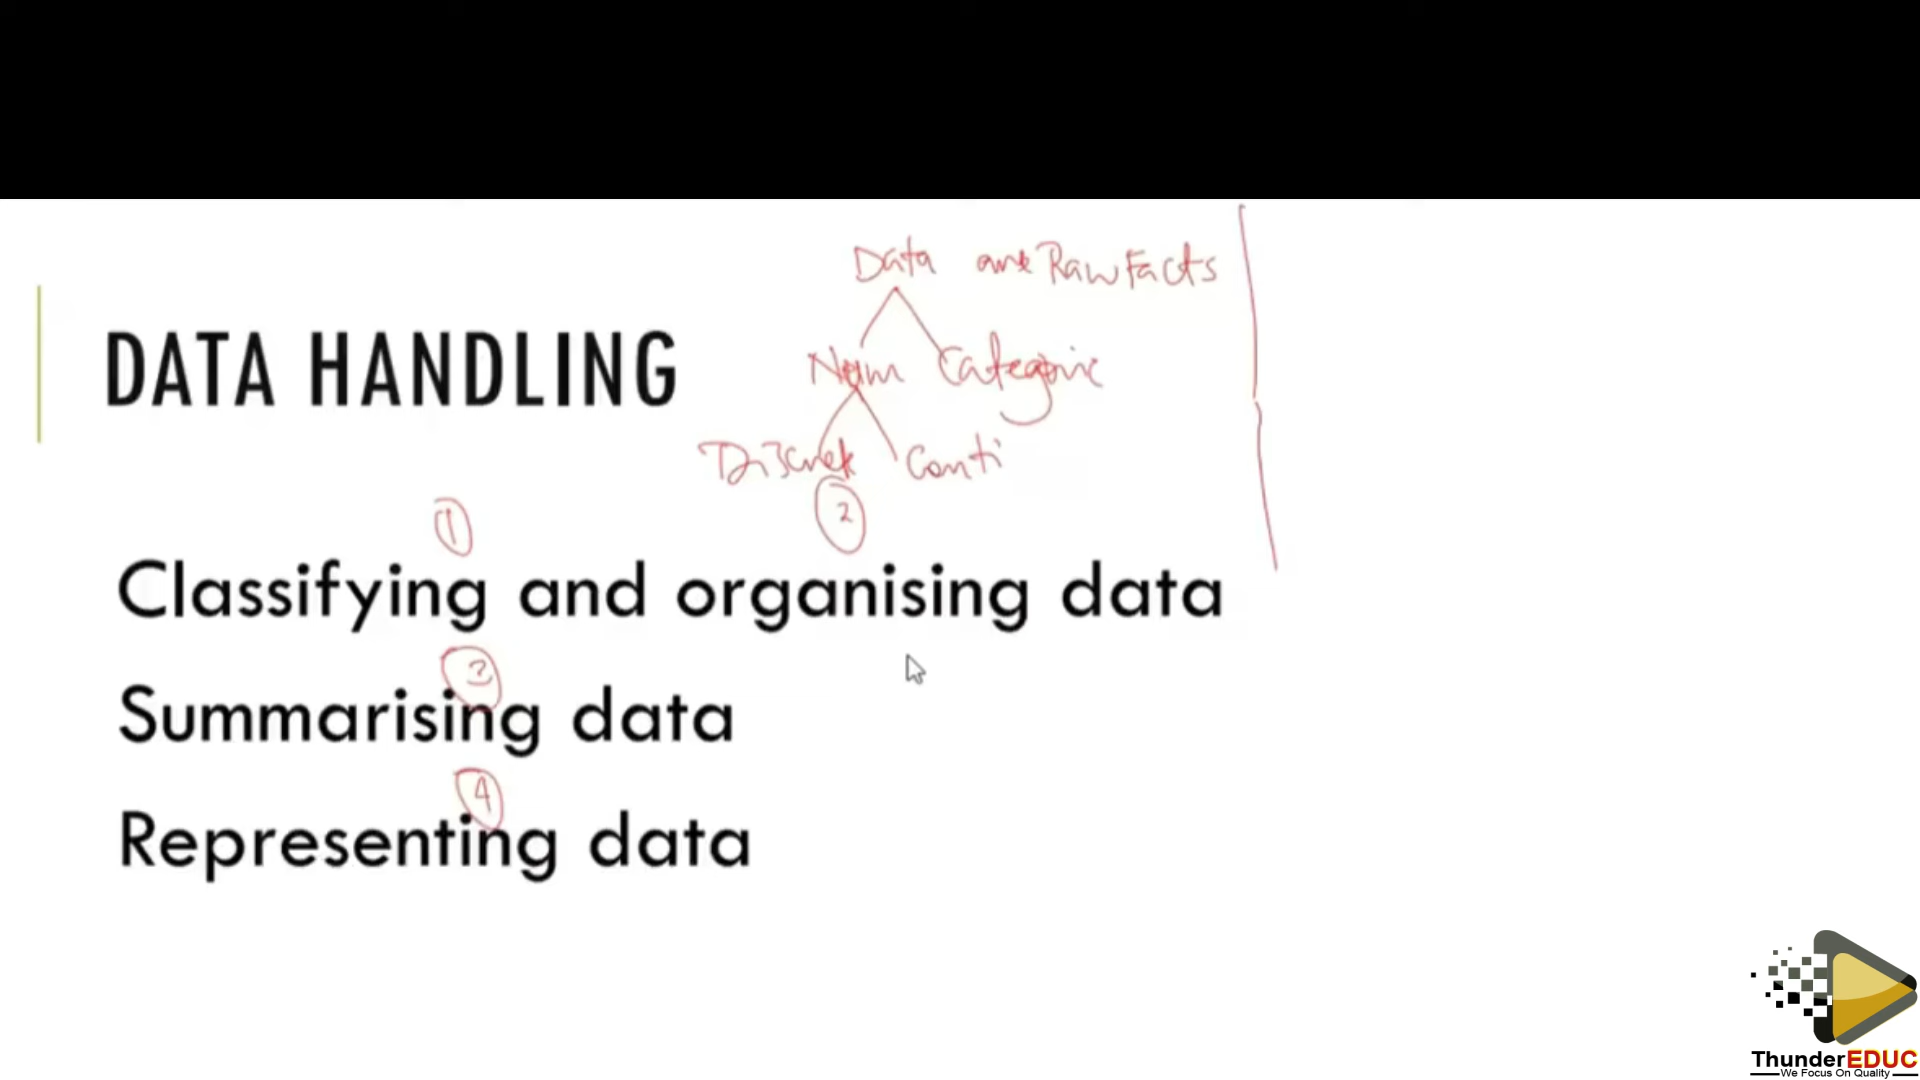 Data are Raw Facts
DATA HANDLING
Num Categoric
Discrete Conti
1 2
Classifying and organising data
3
Summarising data
4
Representing data
ThunderEDUC
We Focus On Quality